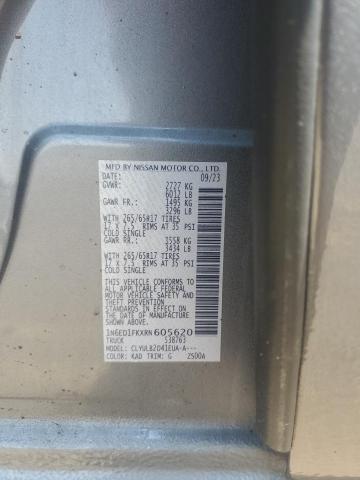 MFD BY NISSAN MOTOR CO., LTD.
DATE: 09/23
GVWR: 2727 KG
6012 LB
GAWR FR.: 1495 KG
3296 LB
WITH 265/65R17 TIRES
17 X 7.5 RIMS AT 35 PSI
COLD SINGLE
GAWR RR.: 1558 KG
3434 LB
WITH 265/65R17 TIRES
17 X 7.5 RIMS AT 35 PSI
COLD SINGLE
THIS VEHICLE CONFORMS
TO ALL APPLICABLE FEDERAL
MOTOR VEHICLE SAFETY
STANDARDS IN EFFECT ON
THE DATE OF MANUFACTURE
SHOWN ABOVE.
1N6ED1FKXRN605620
TRUCK 538763
MODEL: CLYULB2D41EUA-A---
COLOR: KAD TRIM: G 2500A